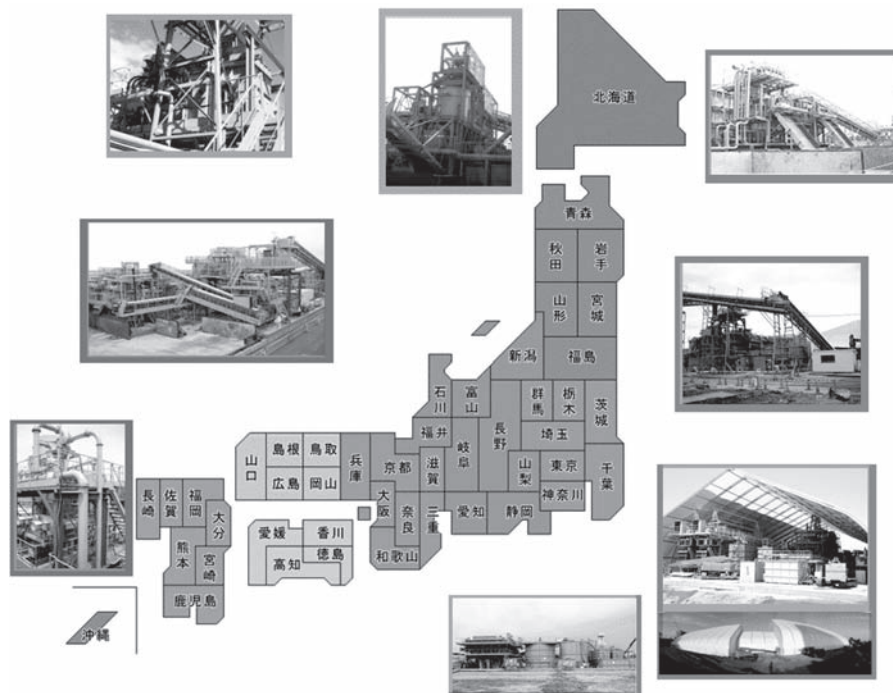 北海道
青森
秋田
岩手
山形
宮城
新潟
福島
石川
富山
群馬
栃木
茨城
福井
岐阜
長野
埼玉
山口
島根
鳥取
兵庫
京都
滋賀
山梨
東京
千葉
広島
岡山
神奈川
長崎
佐賀
福岡
大分
大阪
奈良
三重
愛知
静岡
愛媛
香川
高知
徳島
和歌山
熊本
宮崎
鹿児島
沖縄